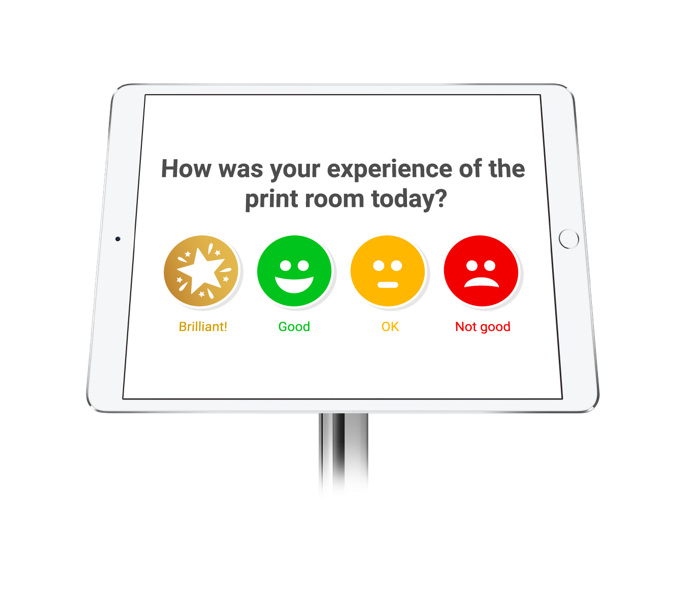 How was your experience of the
print room today?
Brilliant!
Good
OK
Not good